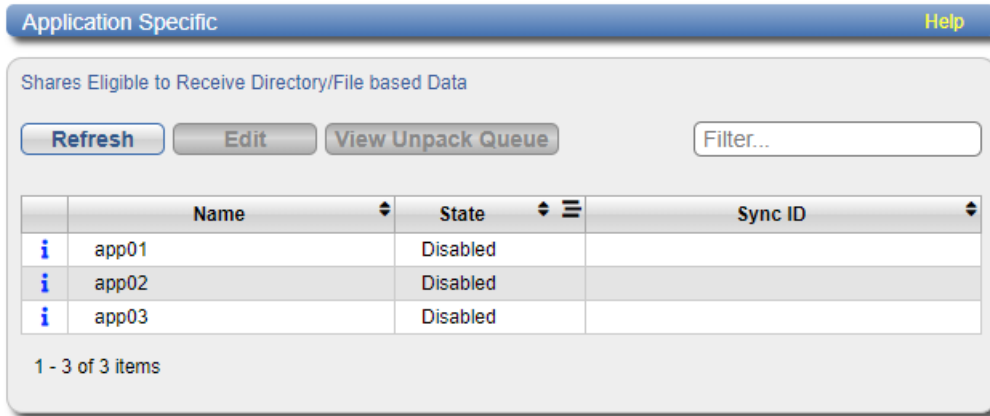 Application Specific Help
Shares Eligible to Receive Directory/File based Data
Refresh Edit View Unpack Queue Filter...
Name State Sync ID
i app01 Disabled
i app02 Disabled
i app03 Disabled
1 - 3 of 3 items